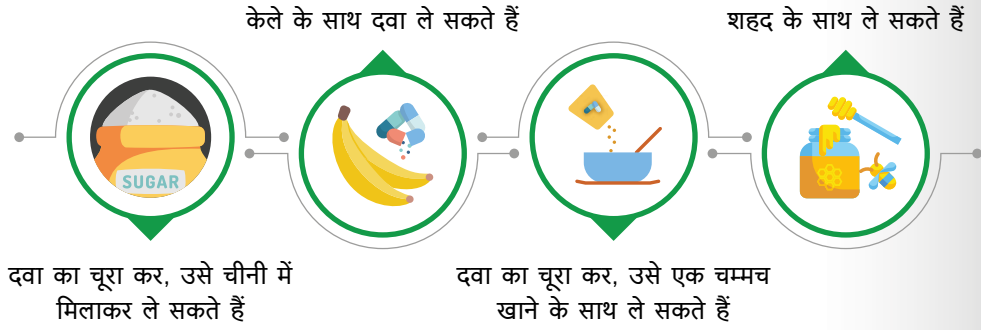 केले के साथ दवा ले सकते हैं
शहद के साथ ले सकते हैं
SUGAR
दवा का चूरा कर, उसे चीनी में
मिलाकर ले सकते हैं
दवा का चूरा कर, उसे एक चम्मच
खाने के साथ ले सकते हैं